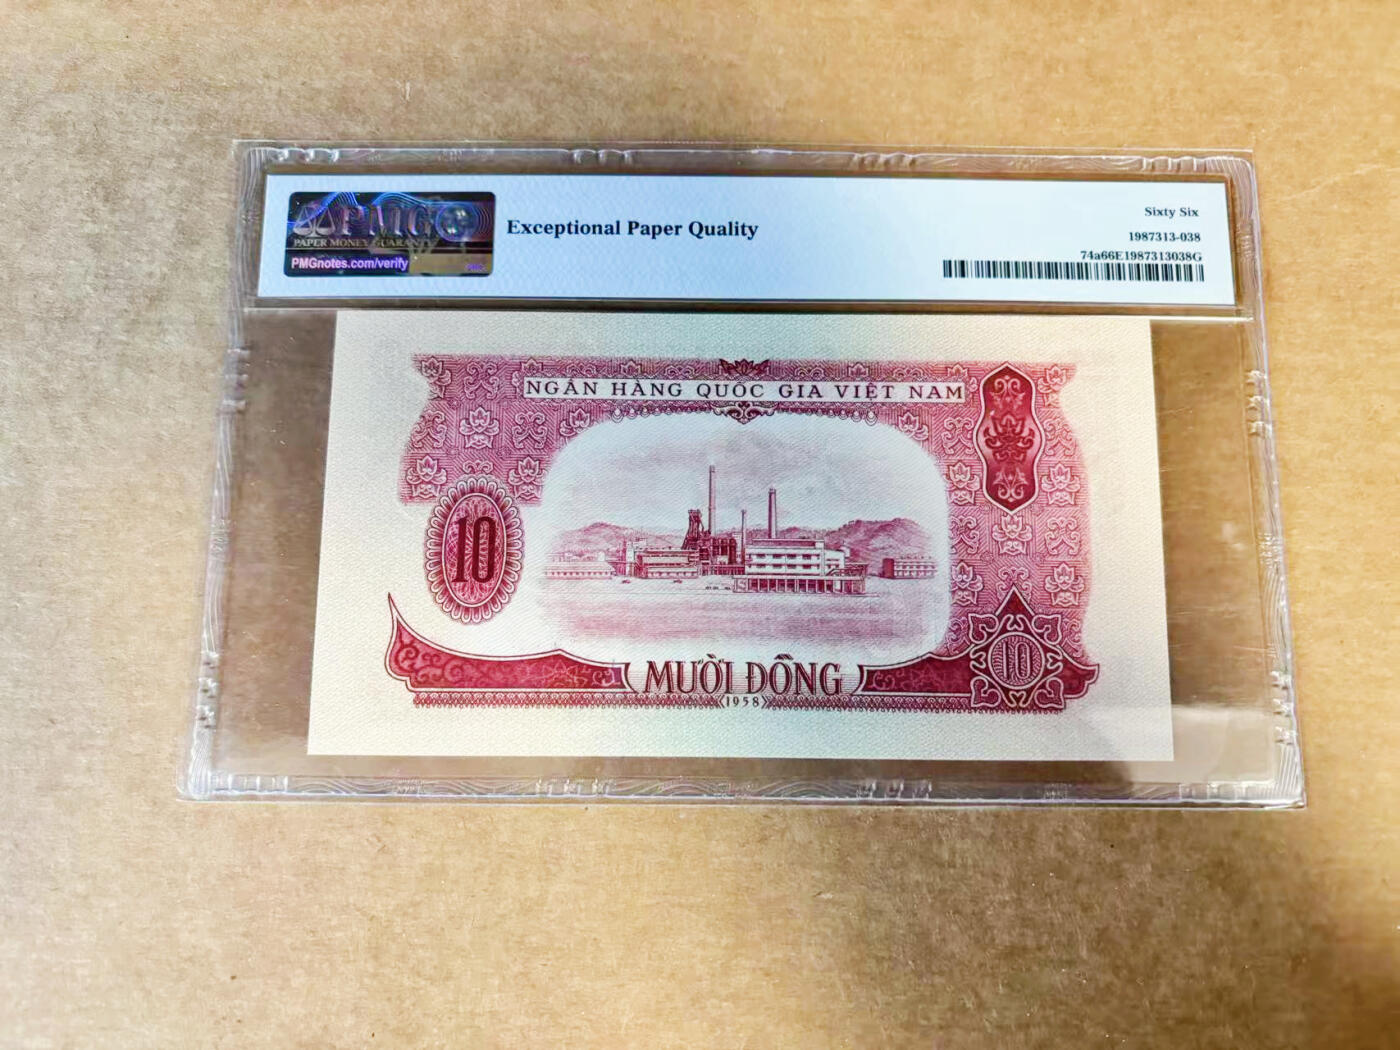 PMG
PAPER MONEY GUARANTY
PMGnotes.com/verify
Exceptional Paper Quality
Sixty Six
1987313-038
74a66E1987313038G
NGÂN HÀNG QUỐC GIA VIỆT NAM
10
MƯỜI ĐỒNG
1958
10